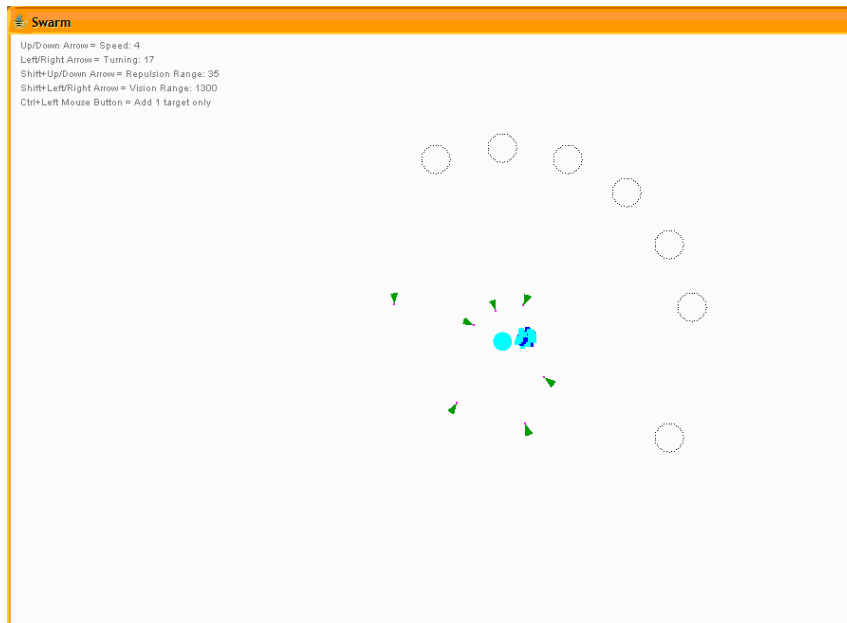 Swarm
Up/Down Arrow = Speed: 4
Left/Right Arrow = Turning: 17
Shift+Up/Down Arrow = Repulsion Range: 35
Shift+Left/Right Arrow = Vision Range: 1300
Ctrl+Left Mouse Button = Add 1 target only